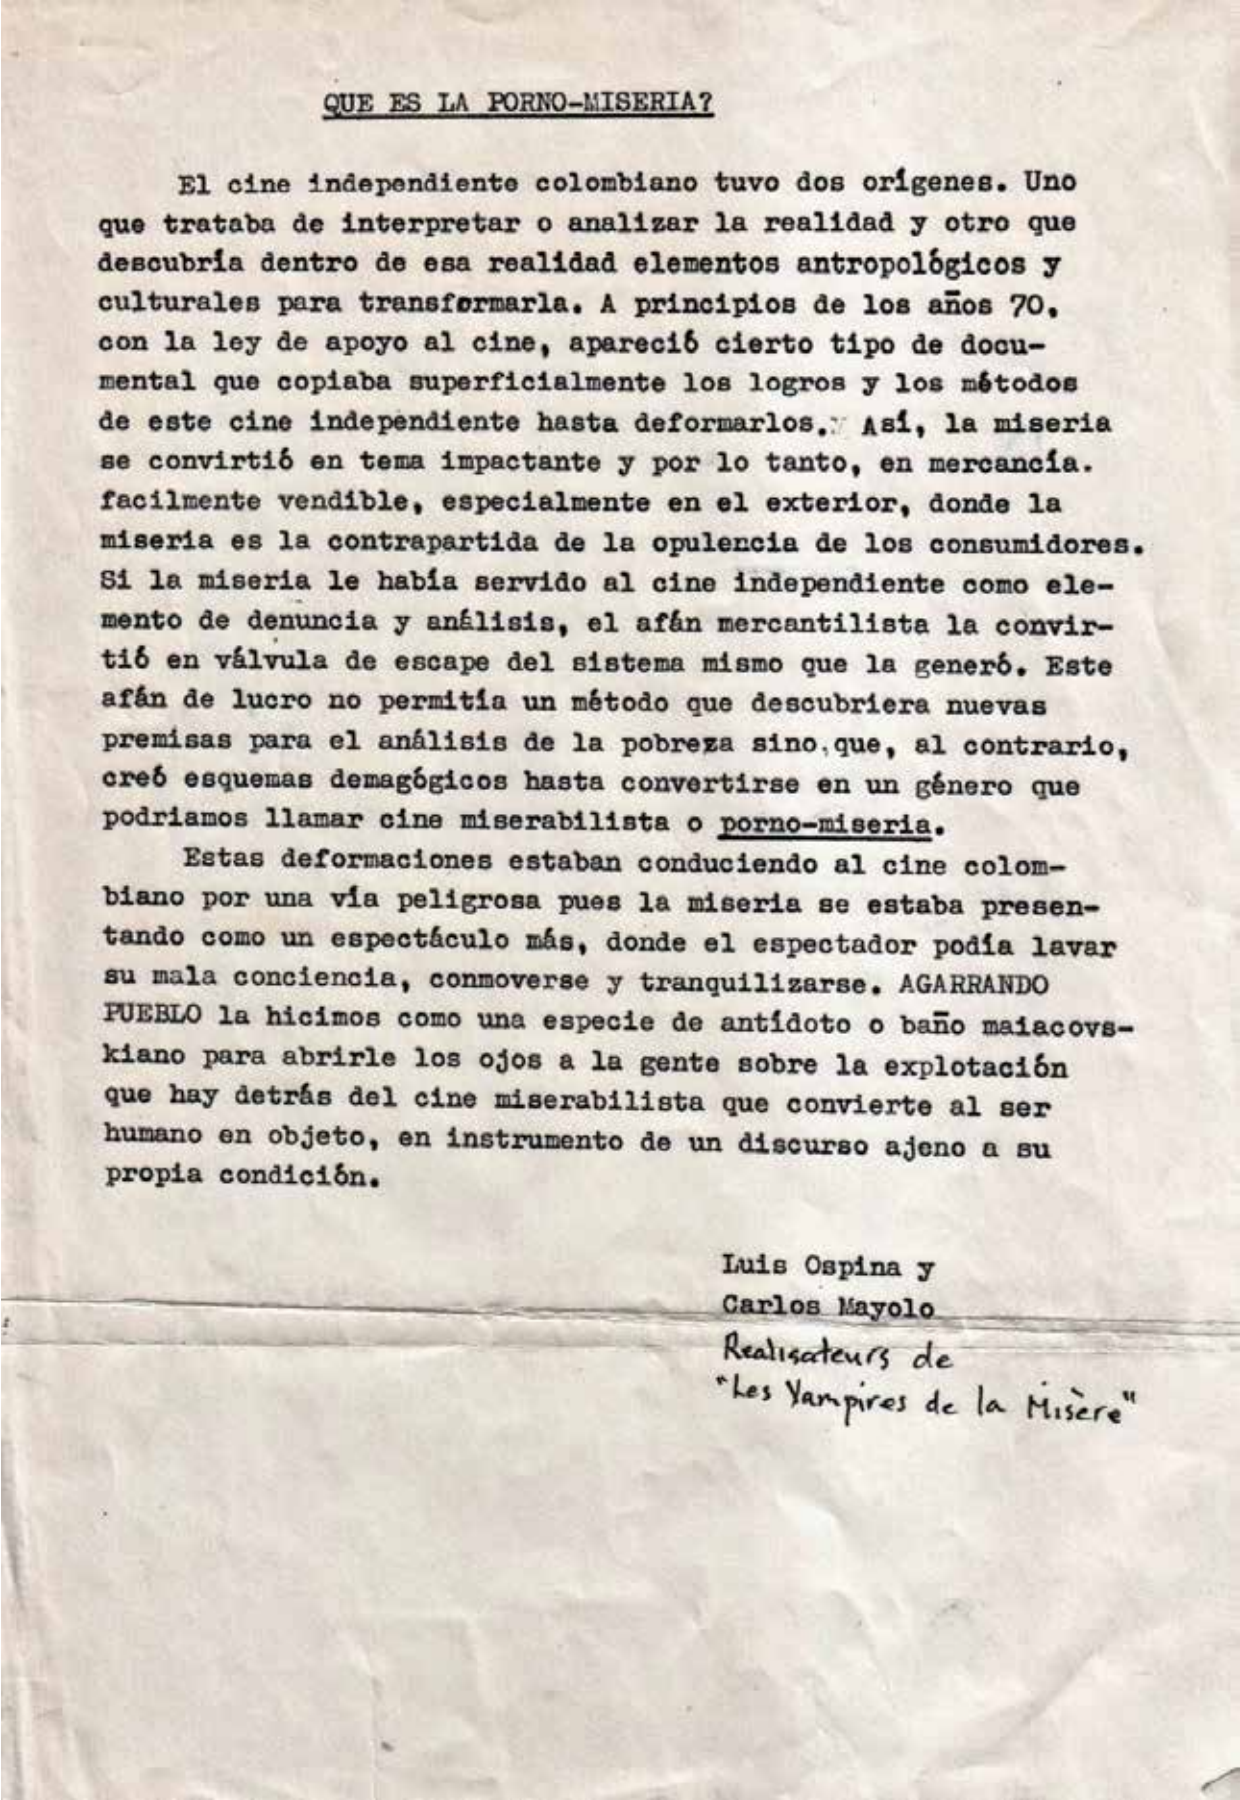 QUE ES LA PORNO-MISERIA?
El cine independiente colombiano tuvo dos orígenes. Uno
que trataba de interpretar o analizar la realidad y otro que
descubría dentro de esa realidad elementos antropológicos y
culturales para transformarla. A principios de los años 70,
con la ley de apoyo al cine, apareció cierto tipo de docu-
mental que copiaba superficialmente los logros y los métodos
de este cine independiente hasta deformarlos. Así, la miseria
se convirtió en tema impactante y por lo tanto, en mercancía.
facilmente vendible, especialmente en el exterior, donde la
miseria es la contrapartida de la opulencia de los consumidores.
Si la miseria le había servido al cine independiente como ele-
mento de denuncia y análisis, el afán mercantilista la convir-
tió en válvula de escape del sistema mismo que la generó. Este
afán de lucro no permitía un método que descubriera nuevas
premisas para el análisis de la pobreza sino que, al contrario,
creó esquemas demagógicos hasta convertirse en un género que
podriamos llamar cine miserabilista o porno-miseria.
Estas deformaciones estaban conduciendo al cine colom-
biano por una vía peligrosa pues la miseria se estaba presen-
tando como un espectáculo más, donde el espectador podía lavar
su mala conciencia, conmoverse y tranquilizarse. AGARRANDO
PUEBLO la hicimos como una especie de antídoto o baño maiacovs-
kiano para abrirle los ojos a la gente sobre la explotación
que hay detrás del cine miserabilista que convierte al ser
humano en objeto, en instrumento de un discurso ajeno a su
propia condición.
Luis Ospina y
Carlos Mayolo
Realisateurs de
"Les Vampires de la Misère"